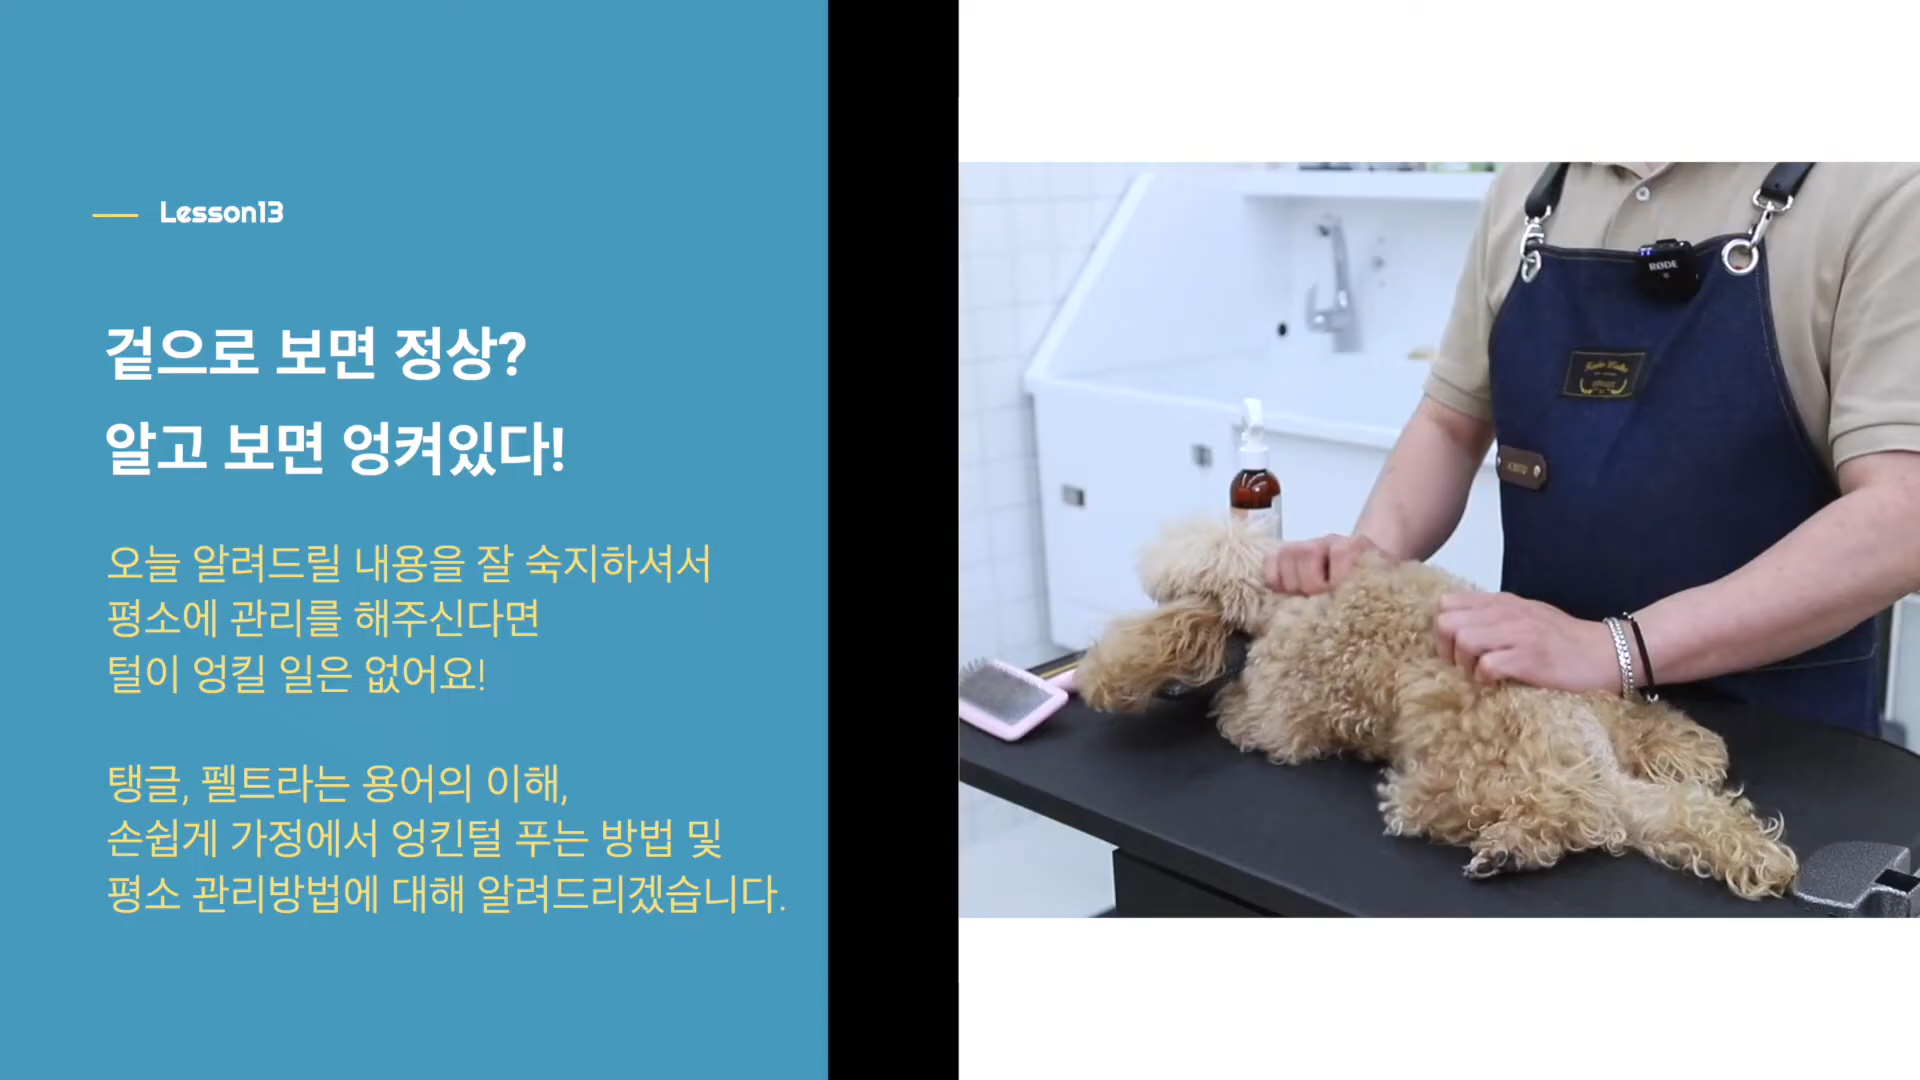 Lesson13
겉으로 보면 정상?
알고 보면 엉켜있다!
오늘 알려드릴 내용을 잘 숙지하셔서
평소에 관리를 해주신다면
털이 엉킬 일은 없어요!
탱글, 펠트라는 용어의 이해,
손쉽게 가정에서 엉킨털 푸는 방법 및
평소 관리방법에 대해 알려드리겠습니다.
RØDE